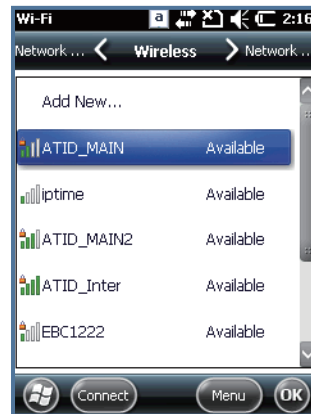 Wi-Fi a 2:16
Network ... Wireless Network ...
Add New...
ATID_MAIN Available
iptime Available
ATID_MAIN2 Available
ATID_Inter Available
EBC1222 Available
Connect Menu OK